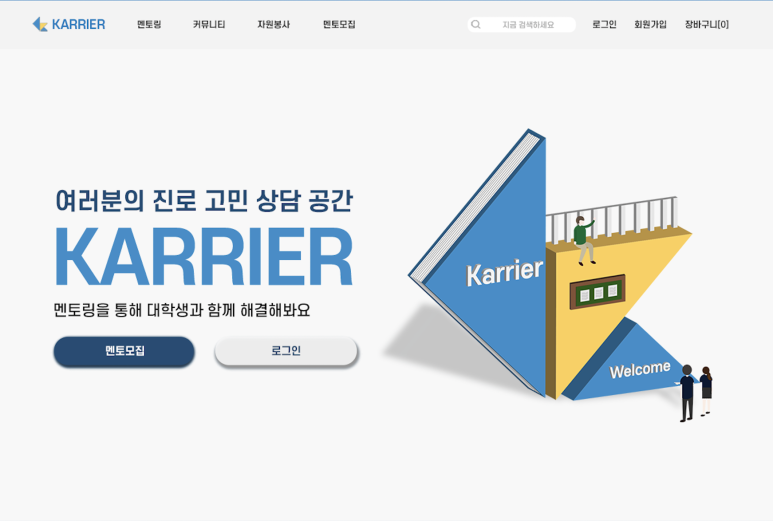 KARRIER 멘토링 커뮤니티 자원봉사 멘토모집 지금 검색하세요 로그인 회원가입 장바구니[0]
여러분의 진로 고민 상담 공간
KARRIER
멘토링을 통해 대학생과 함께 해결해봐요
멘토모집 로그인
Karrier
Welcome